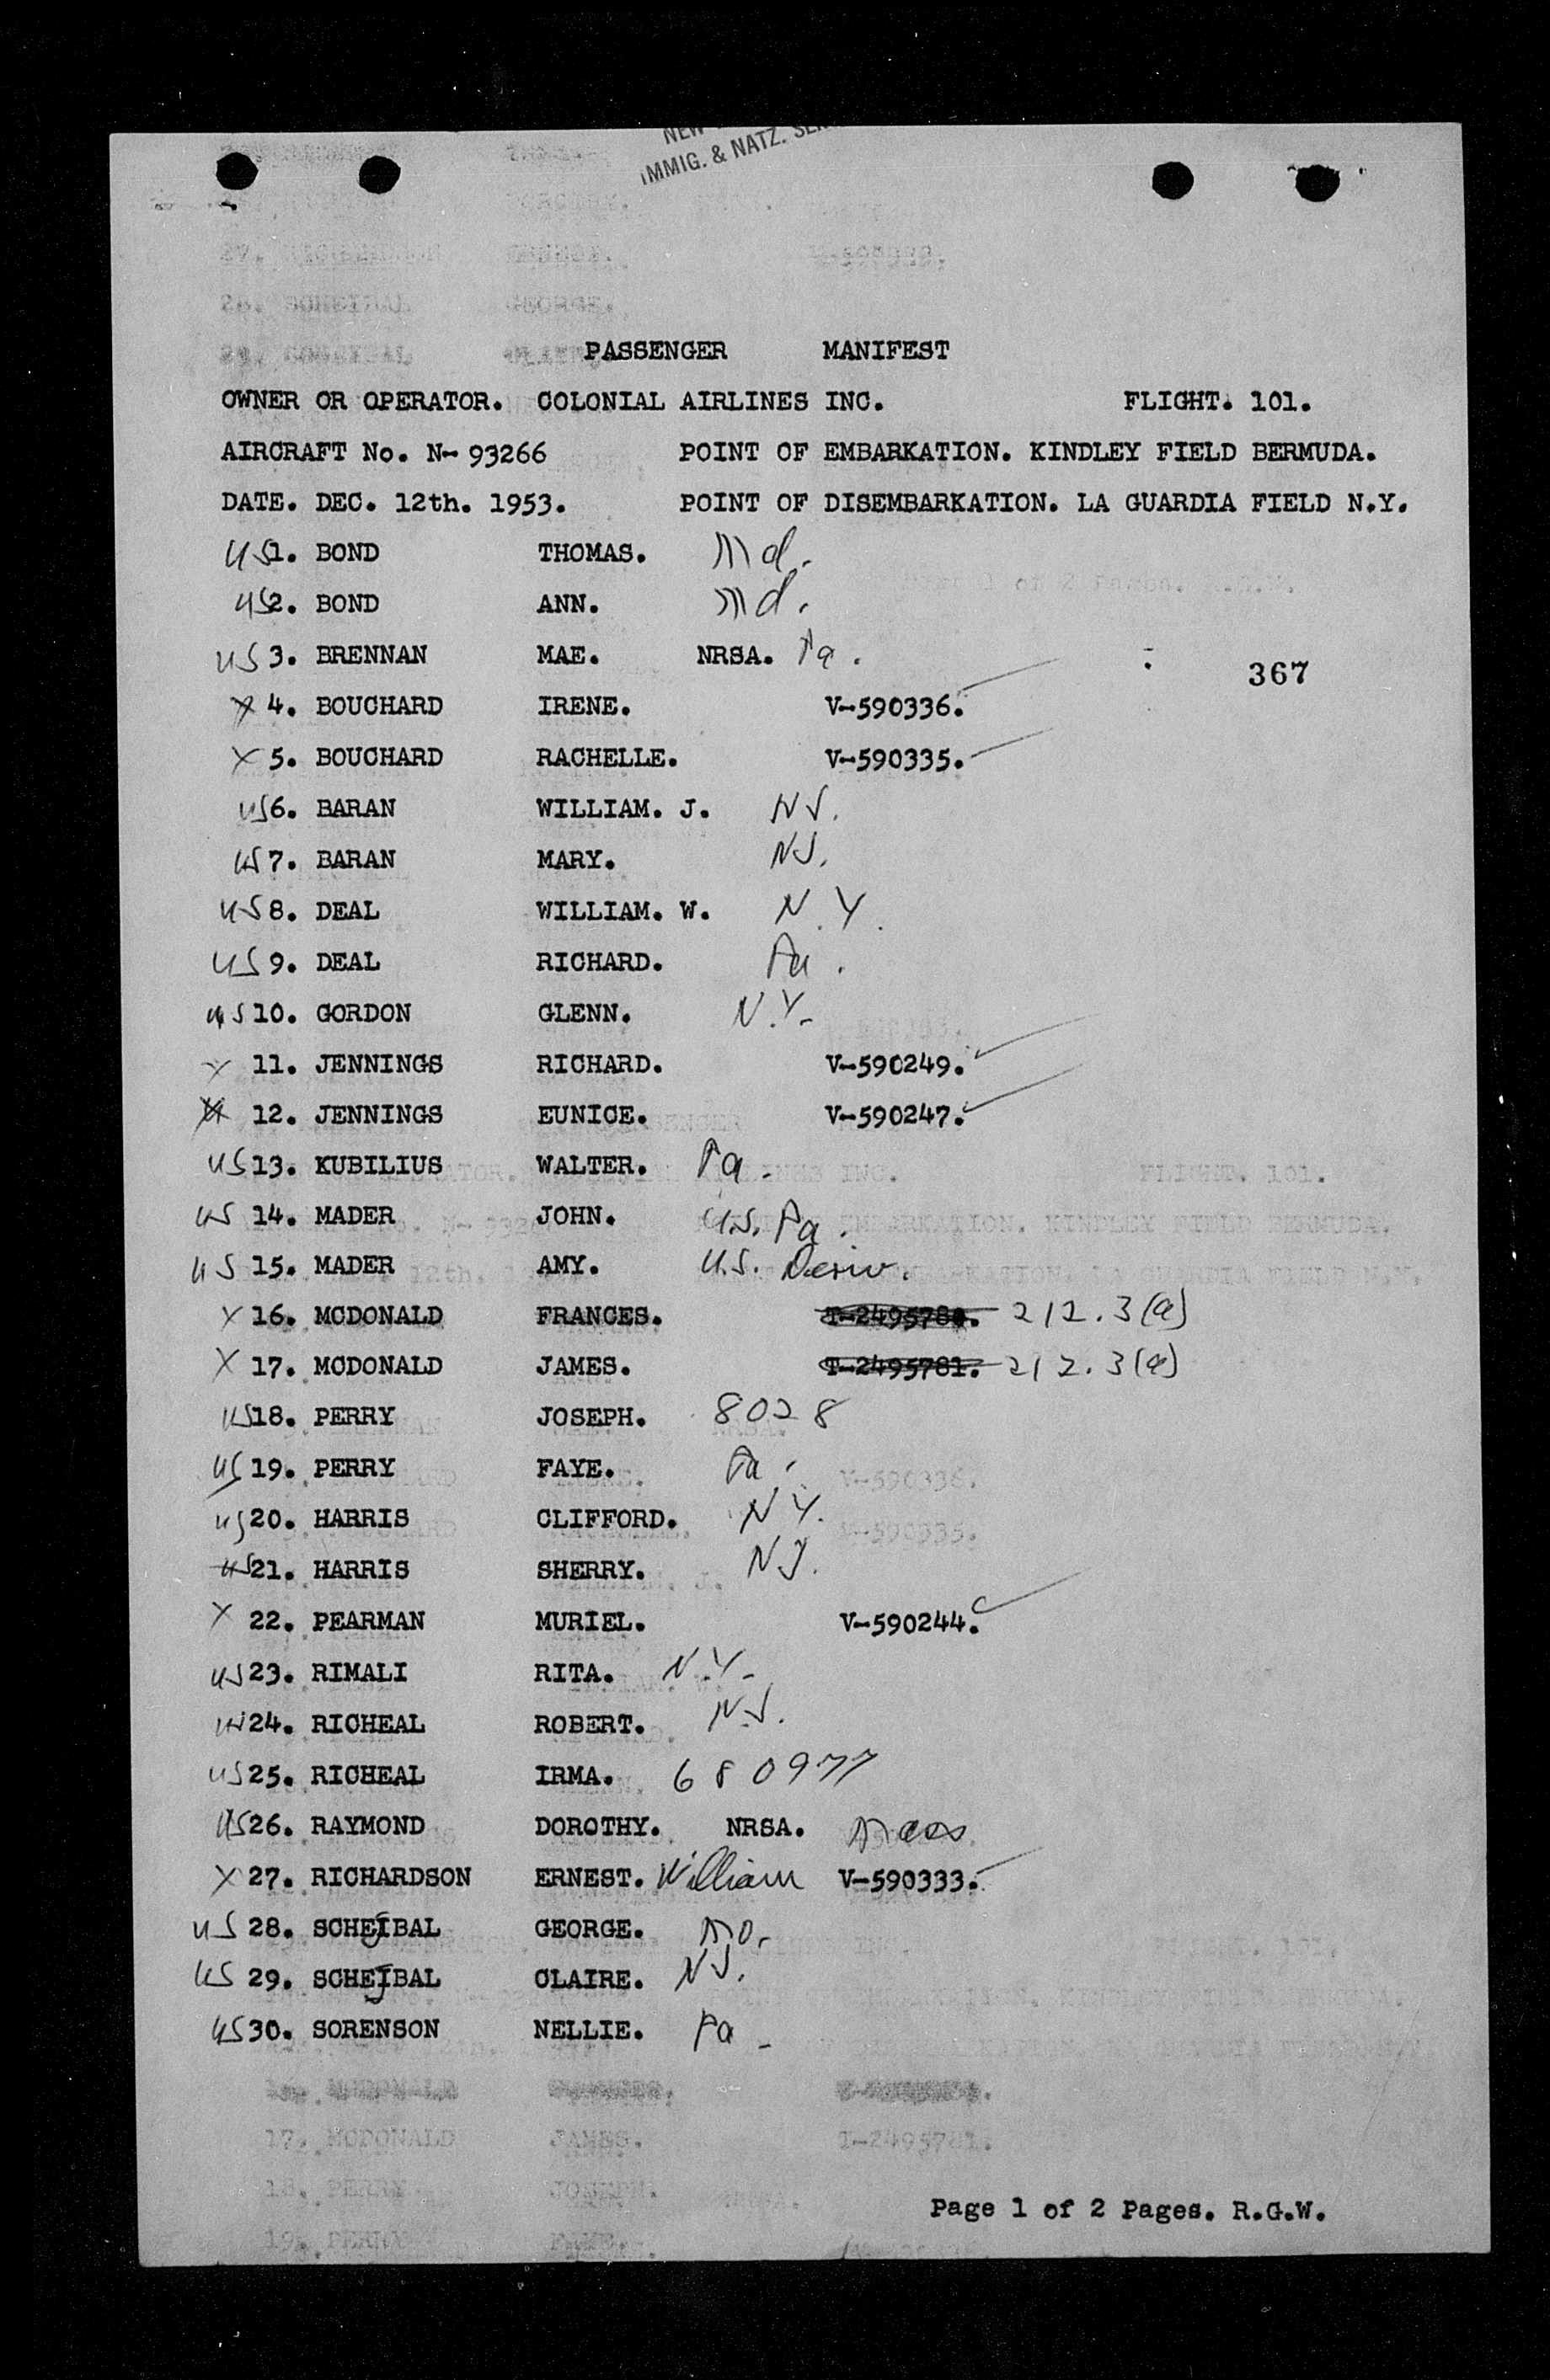 NEW
IMMIG. & NATZ. SER
PASSENGER MANIFEST
OWNER OR OPERATOR. COLONIAL AIRLINES INC. FLIGHT. 101.
AIRCRAFT No. N- 93266 POINT OF EMBARKATION. KINDLEY FIELD BERMUDA.
DATE. DEC. 12th. 1953. POINT OF DISEMBARKATION. LA GUARDIA FIELD N.Y.
US 1. BOND THOMAS. Md.
US 2. BOND ANN. Md.
US 3. BRENNAN MAE. NRSA. Pa.
367
X 4. BOUCHARD IRENE. V-590336.
X 5. BOUCHARD RACHELLE. V-590335.
US 6. BARAN WILLIAM. J. NJ.
US 7. BARAN MARY. NJ.
US 8. DEAL WILLIAM. W. N.Y.
US 9. DEAL RICHARD. Pa.
US 10. GORDON GLENN. N.Y.
X 11. JENNINGS RICHARD. V-590249.
X 12. JENNINGS EUNICE. V-590247.
US 13. KUBILIUS WALTER. Pa.
US 14. MADER JOHN. U.S. Pa.
US 15. MADER AMY. U.S. Deriv.
X 16. MCDONALD FRANCES. 212.3(a)
X 17. MCDONALD JAMES. T-2495781. 212.3(a)
US 18. PERRY JOSEPH. 8028
US 19. PERRY FAYE. Pa.
US 20. HARRIS CLIFFORD. NY.
US 21. HARRIS SHERRY. NJ.
X 22. PEARMAN MURIEL. V-590244.
US 23. RIMALI RITA. N.Y.
US 24. RICHEAL ROBERT. N.J.
US 25. RICHEAL IRMA. 680977
US 26. RAYMOND DOROTHY. NRSA. Mass
X 27. RICHARDSON ERNEST. William V-590333.
US 28. SCHEJBAL GEORGE. Mo.
US 29. SCHEJBAL CLAIRE. NJ.
US 30. SORENSON NELLIE. Pa
Page 1 of 2 Pages. R.G.W.